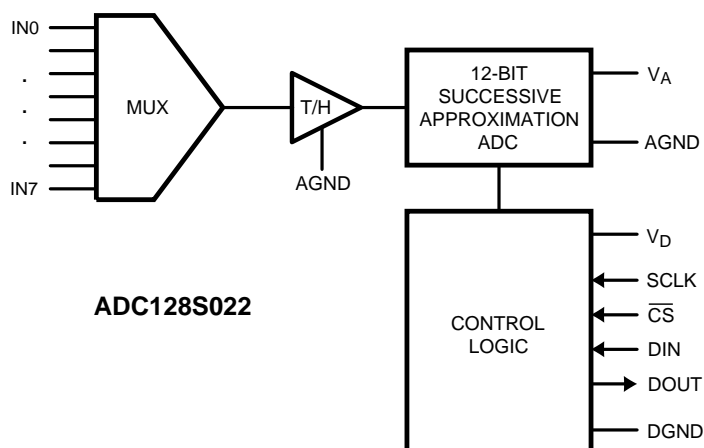 IN0
.
.
.
IN7
MUX
T/H
AGND
12-BIT
SUCCESSIVE
APPROXIMATION
ADC
VA
AGND
ADC128S022
CONTROL
LOGIC
VD
SCLK
C̅S̅
DIN
DOUT
DGND